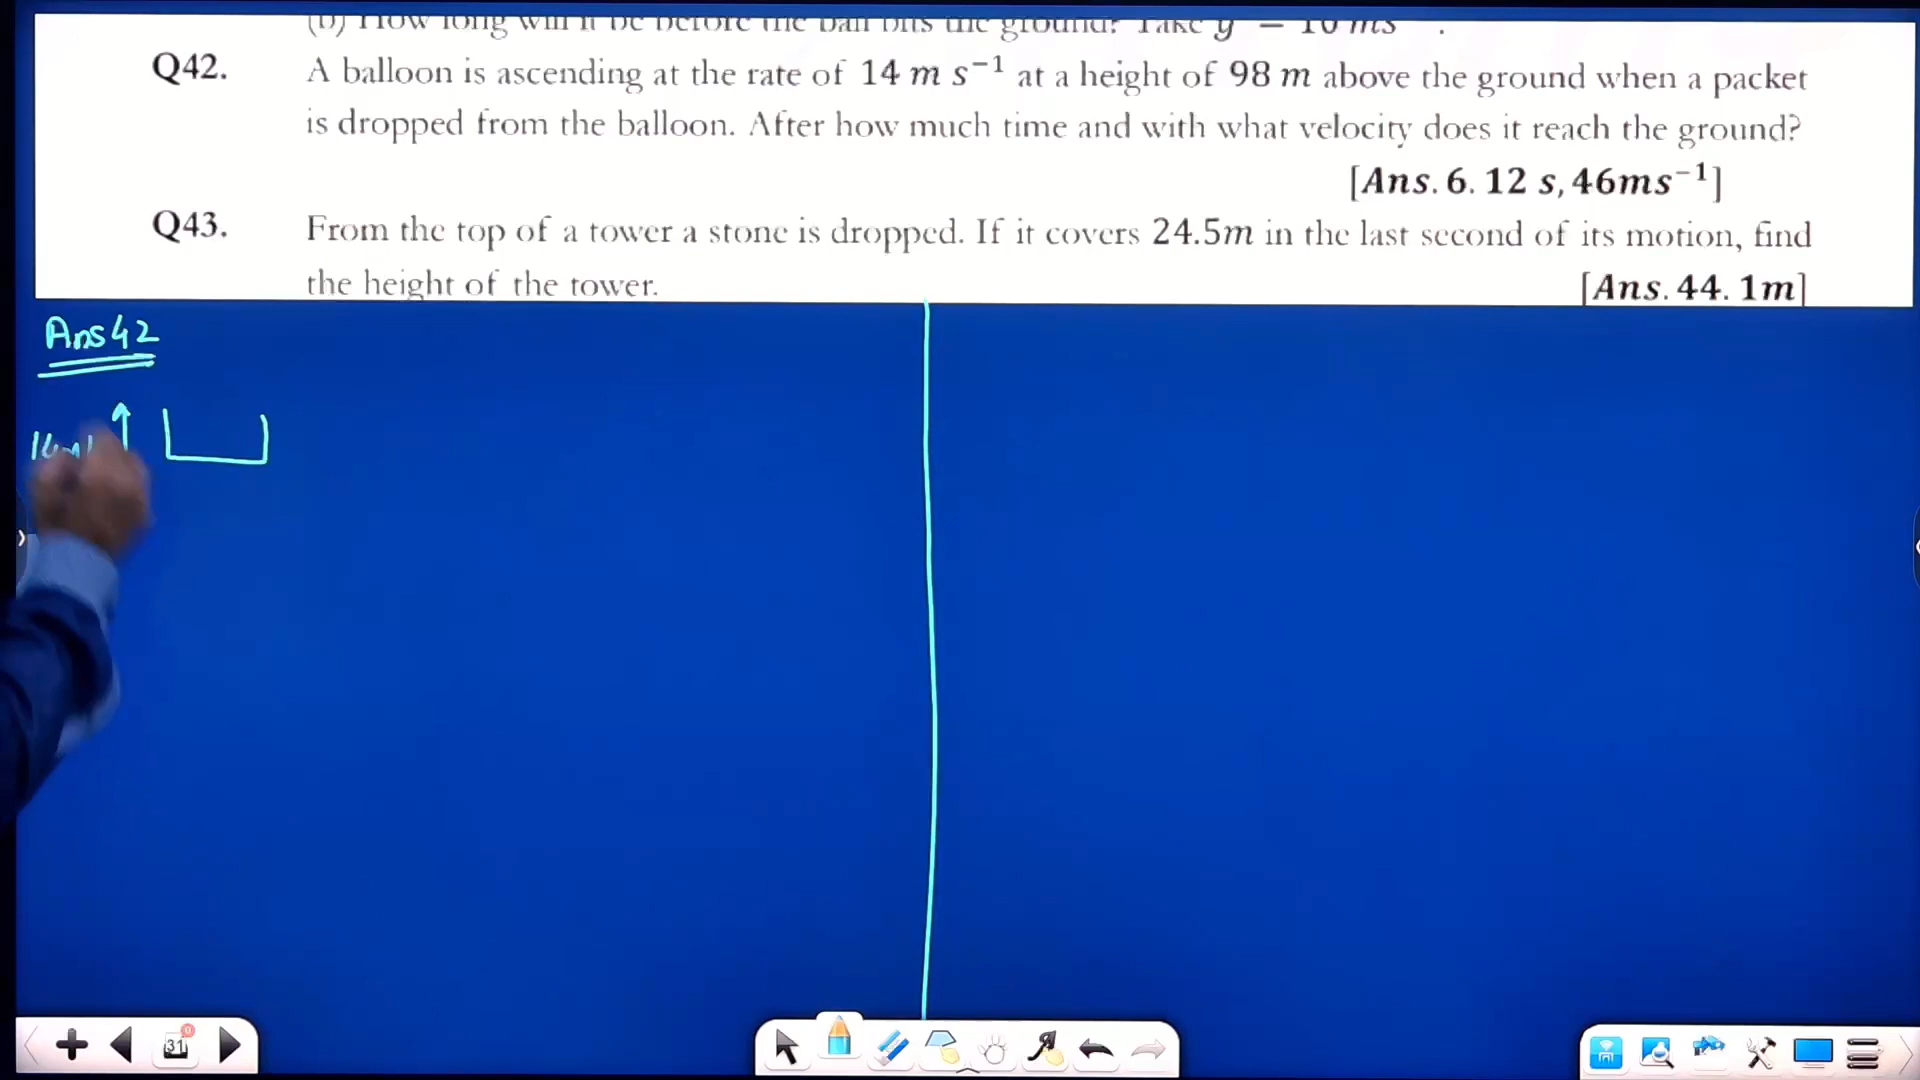 Q42. A balloon is ascending at the rate of 14 m s⁻¹ at a height of 98 m above the ground when a packet
is dropped from the balloon. After how much time and with what velocity does it reach the ground?
[Ans. 6. 12 s, 46ms⁻¹]
Q43. From the top of a tower a stone is dropped. If it covers 24.5m in the last second of its motion, find
the height of the tower. [Ans. 44. 1m]
Ans 42
31
0